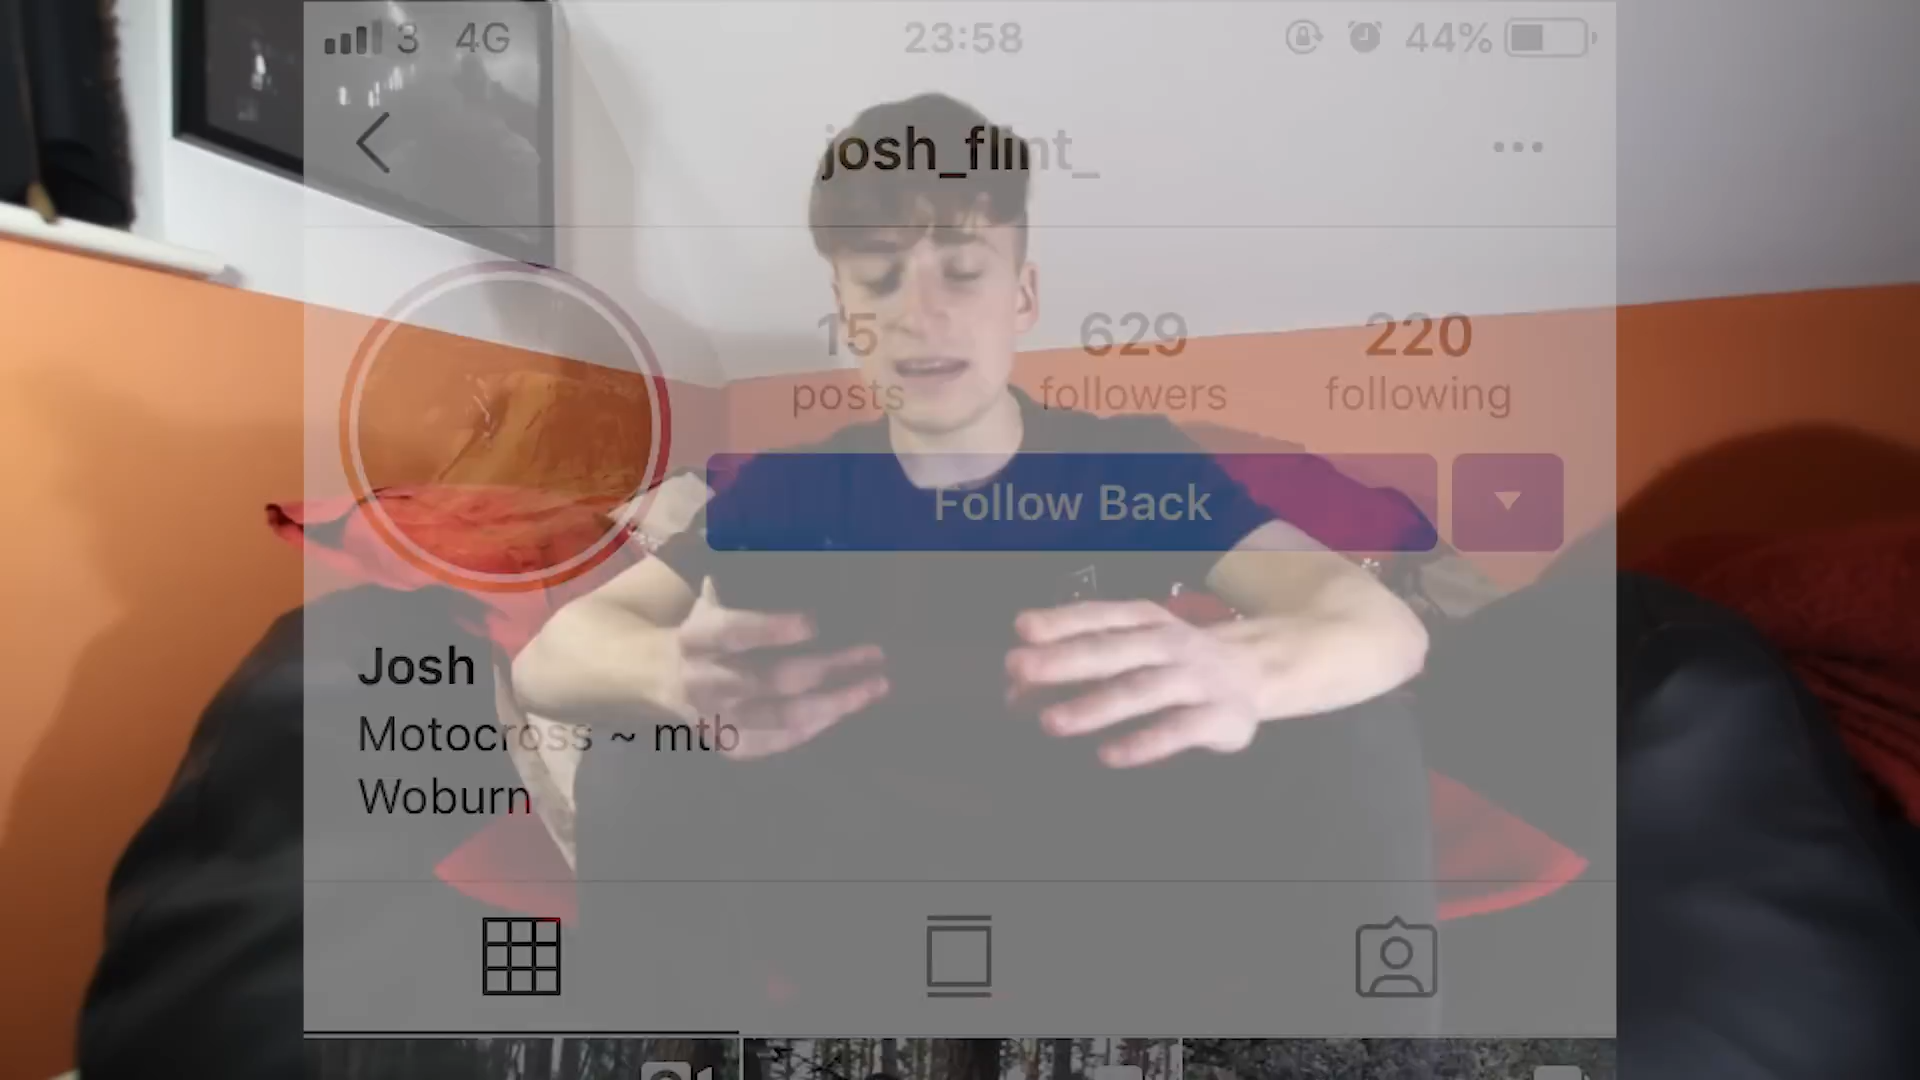 3 4G 23:58 44%
josh_flint_
15 629 220
posts followers following
Follow Back
Josh
Motocross ~ mtb
Woburn